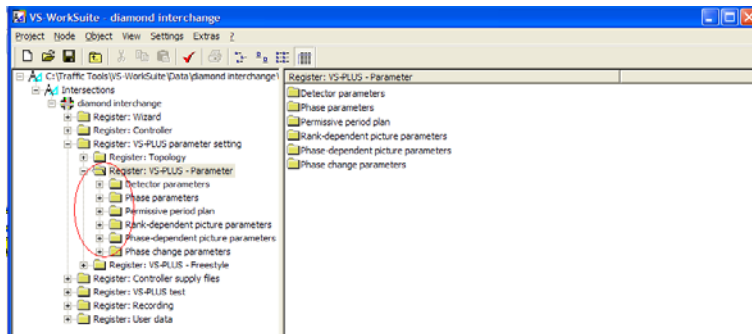 VS-WorkSuite - diamond interchange
Project Node Object View Settings Extras ?
C:\Traffic Tools\VS-WorkSuite\Data\diamond interchange\
Intersections
diamond interchange
Register: Wizard
Register: Controller
Register: VS-PLUS parameter setting
Register: Topology
Register: VS-PLUS - Parameter
Detector parameters
Phase parameters
Permissive period plan
Rank-dependent picture parameters
Phase-dependent picture parameters
Phase change parameters
Register: VS-PLUS - Freestyle
Register: Controller supply files
Register: VS-PLUS test
Register: Recording
Register: User data
Register: VS-PLUS - Parameter
Detector parameters
Phase parameters
Permissive period plan
Rank-dependent picture parameters
Phase-dependent picture parameters
Phase change parameters